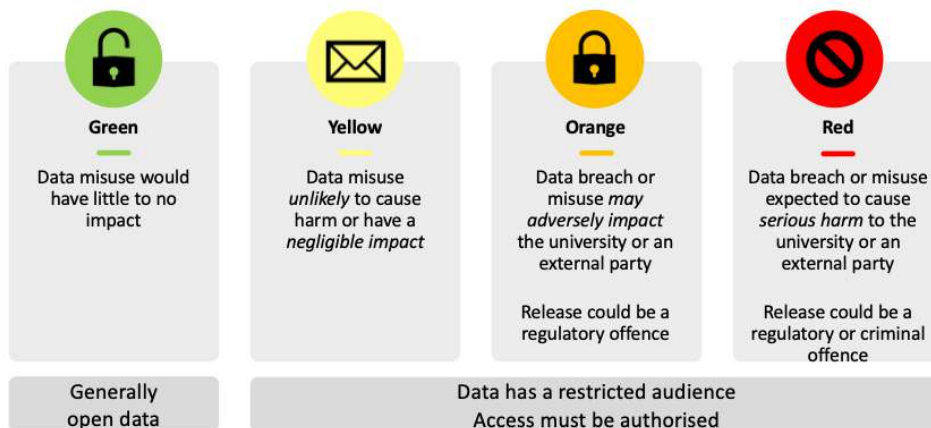 Green
Data misuse would
have little to no
impact
Yellow
Data misuse
unlikely to cause
harm or have a
negligible impact
Orange
Data breach or
misuse may
adversely impact
the university or an
external party
Release could be a
regulatory offence
Red
Data breach or misuse
expected to cause
serious harm to the
university or an
external party
Release could be a
regulatory or criminal
offence
Generally
open data
Data has a restricted audience
Access must be authorised